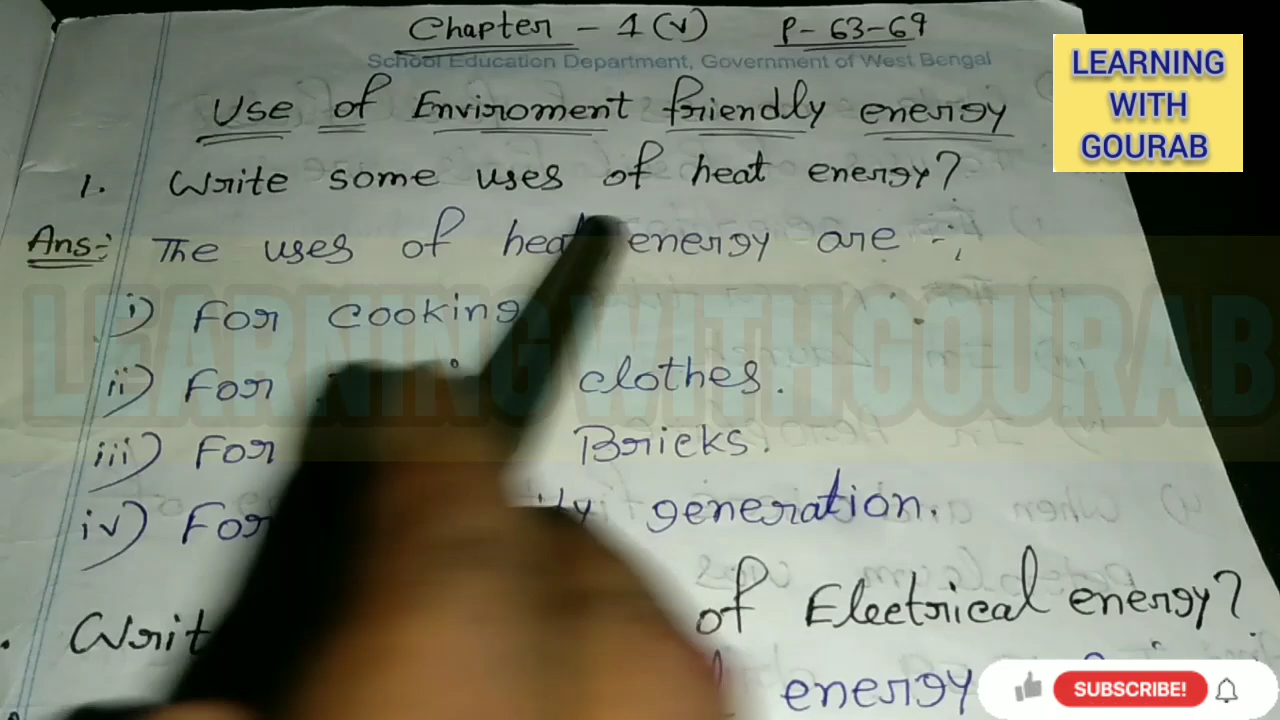 Chapter - 1 (v) P- 63-69
School Education Department, Government of West Bengal
LEARNING
WITH
GOURAB
Use of Enviroment friendly energy
1. Write some uses of heat energy?
Ans:- The uses of heat energy are -;
i) For cooking
ii) For clothes.
iii) For Bricks.
iv) For generation.
LEARNING WITH GOURAB
of Electrical energy?
energy
SUBSCRIBE!